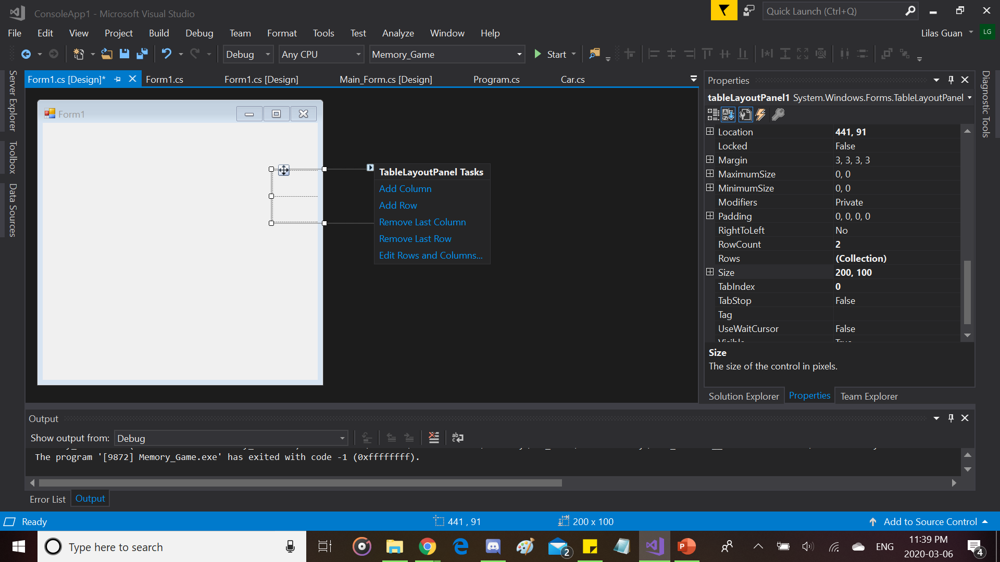 ConsoleApp1 - Microsoft Visual Studio
Quick Launch (Ctrl+Q)
File Edit View Project Build Debug Team Format Tools Test Analyze Window Help
Lilas Guan
LG
Debug
Any CPU
Memory_Game
Start
Server Explorer
Toolbox
Data Sources
Form1.cs [Design]*
Form1.cs
Form1.cs [Design]
Main_Form.cs [Design]
Program.cs
Car.cs
Form1
TableLayoutPanel Tasks
Add Column
Add Row
Remove Last Column
Remove Last Row
Edit Rows and Columns...
Properties
tableLayoutPanel1 System.Windows.Forms.TableLayoutPanel
Location 441, 91
Locked False
Margin 3, 3, 3, 3
MaximumSize 0, 0
MinimumSize 0, 0
Modifiers Private
Padding 0, 0, 0, 0
RightToLeft No
RowCount 2
Rows (Collection)
Size 200, 100
TabIndex 0
TabStop False
Tag
UseWaitCursor False
Visible True
Size
The size of the control in pixels.
Solution Explorer
Properties
Team Explorer
Diagnostic Tools
Output
Show output from: Debug
The program '[9872] Memory_Game.exe' has exited with code -1 (0xffffffff).
Error List
Output
Ready
441 , 91
200 x 100
Add to Source Control
Type here to search
2
ENG
11:39 PM
2020-03-06
4